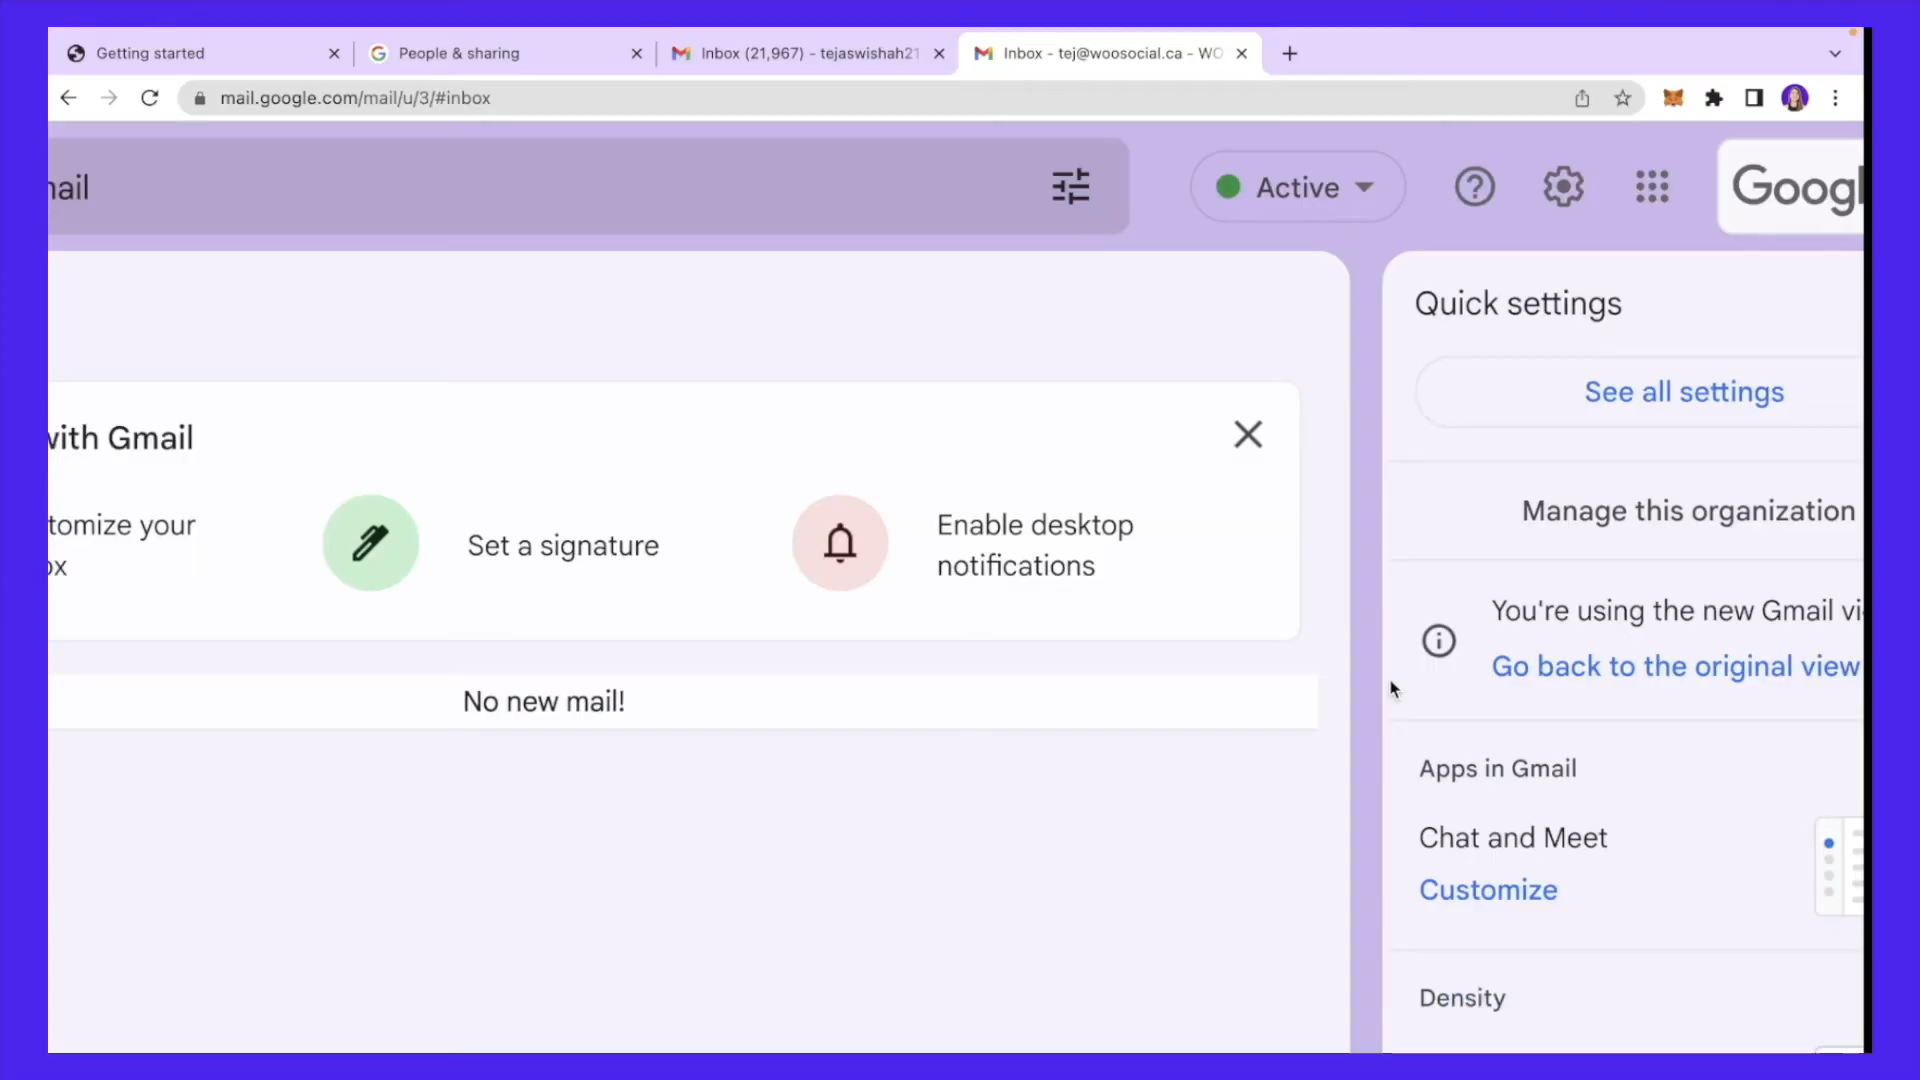 Getting started
People & sharing
Inbox (21,967) - tejaswishah21
Inbox - tej@woosocial.ca - WO
mail.google.com/mail/u/3/#inbox
nail
Active
Googl
Quick settings
See all settings
with Gmail
tomize your
ox
Set a signature
Enable desktop
notifications
Manage this organization
You're using the new Gmail vi
Go back to the original view
No new mail!
Apps in Gmail
Chat and Meet
Customize
Density